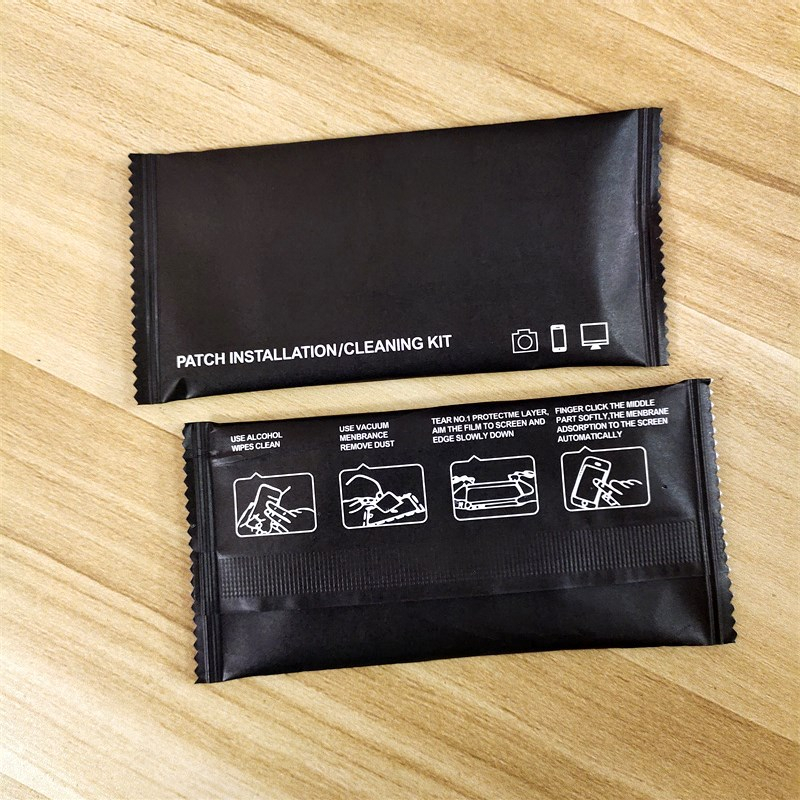 PATCH INSTALLATION/CLEANING KIT
USE ALCOHOL
WIPES CLEAN
USE VACUUM
MENBRANCE
REMOVE DUST
TEAR NO.1 PROTECTME LAYER,
AIM THE FILM TO SCREEN AND
EDGE SLOWLY DOWN
FINGER CLICK THE MIDDLE
PART SOFTLY,THE MENBRANE
ADSORPTION TO THE SCREEN
AUTOMATICALLY